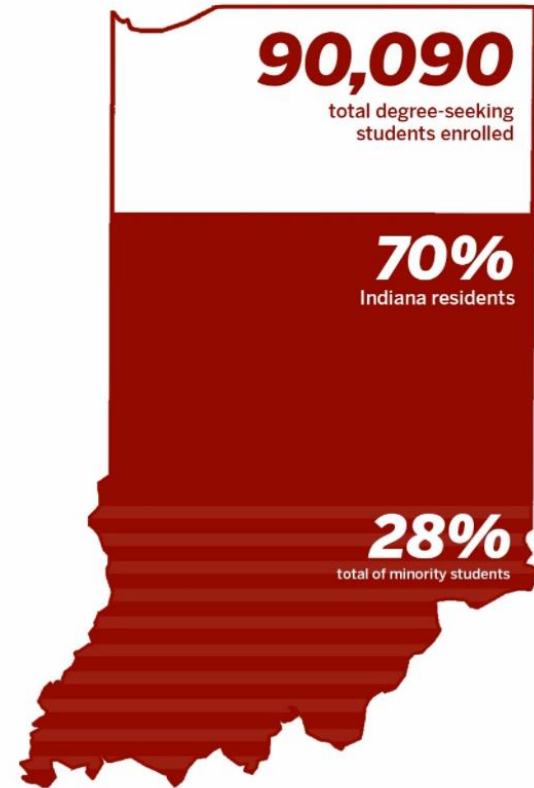 90,090
total degree-seeking
students enrolled
70%
Indiana residents
28%
total of minority students